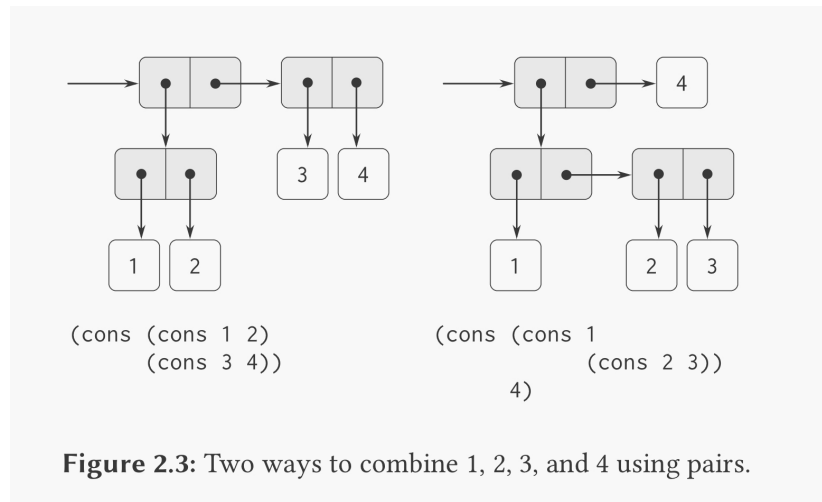 4
3 4
1 2
1 2 3
(cons (cons 1 2)
      (cons 3 4))
(cons (cons 1
            (cons 2 3))
      4)
Figure 2.3: Two ways to combine 1, 2, 3, and 4 using pairs.